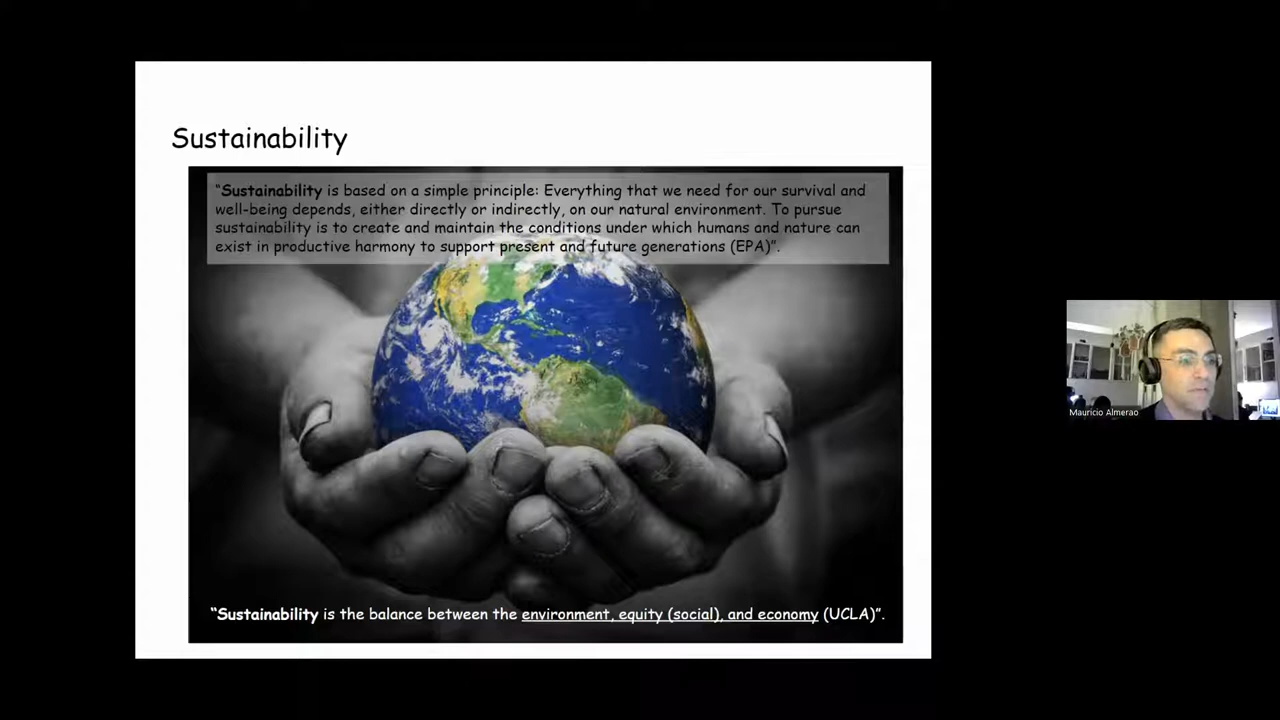 Sustainability
“Sustainability is based on a simple principle: Everything that we need for our survival and
well-being depends, either directly or indirectly, on our natural environment. To pursue
sustainability is to create and maintain the conditions under which humans and nature can
exist in productive harmony to support present and future generations (EPA)”.
Mauricio Almerao
“Sustainability is the balance between the environment, equity (social), and economy (UCLA)”.